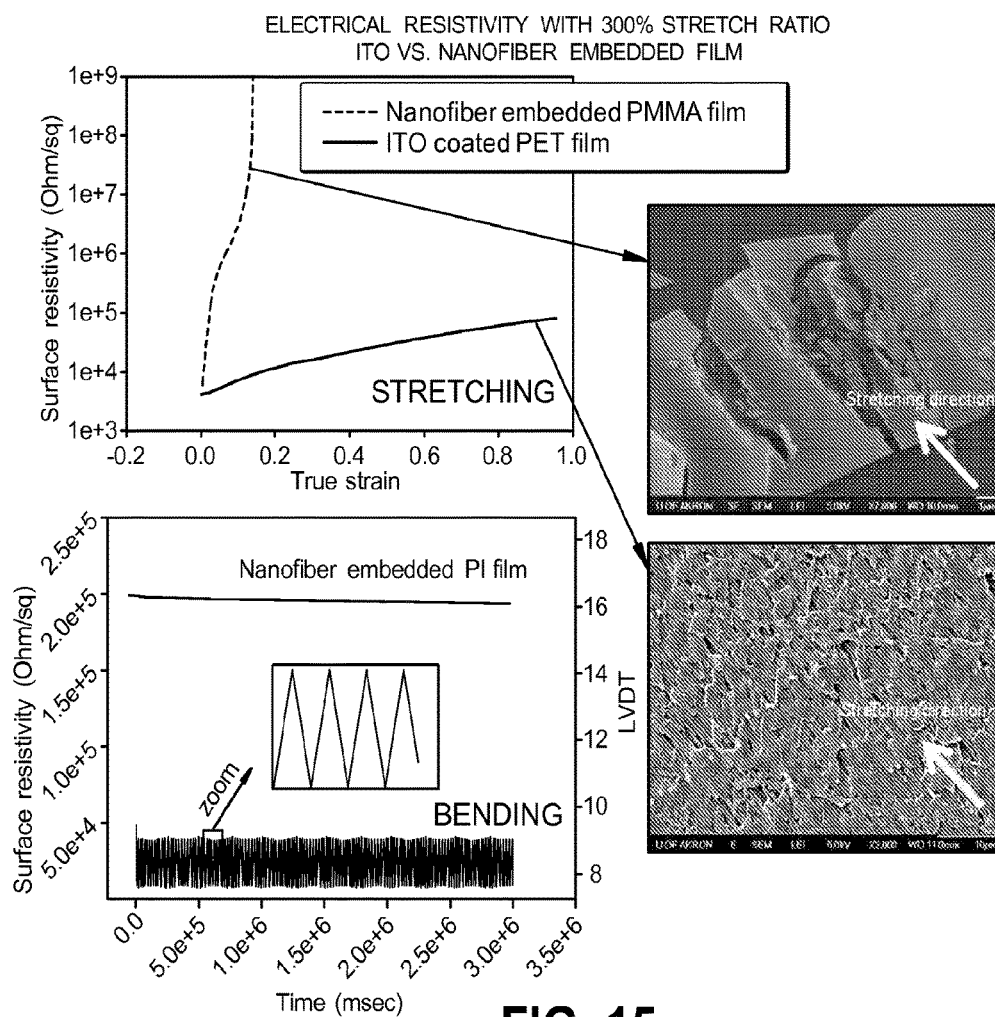 ELECTRICAL RESISTIVITY WITH 300% STRETCH RATIO
ITO VS. NANOFIBER EMBEDDED FILM
1e+9
1e+8
1e+7
1e+6
1e+5
1e+4
1e+3
Surface resistivity (Ohm/sq)
Nanofiber embedded PMMA film
ITO coated PET film
STRETCHING
-0.2 0.0 0.2 0.4 0.6 0.8 1.0
True strain
Stretching direction
2.5e+5
2.0e+5
1.5e+5
1.0e+5
5.0e+4
Surface resistivity (Ohm/sq)
Nanofiber embedded PI film
zoom
BENDING
18
16
14
12
10
8
LVDT
0.0 5.0e+5 1.0e+6 1.5e+6 2.0e+6 2.5e+6 3.0e+6 3.5e+6
Time (msec)
Stretching direction
FIG. 15